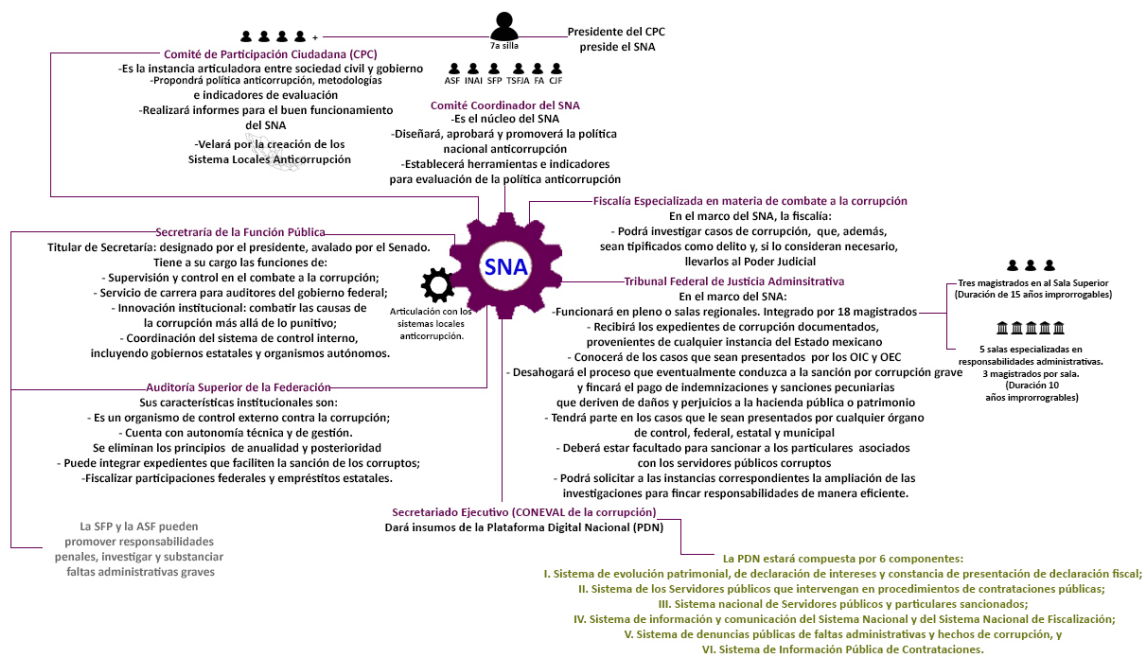 +
7a silla
Presidente del CPC
preside el SNA
Comité de Participación Ciudadana (CPC)
-Es la instancia articuladora entre sociedad civil y gobierno
-Propondrá política anticorrupción, metodologías
e indicadores de evaluación
-Realizará informes para el buen funcionamiento
del SNA
-Velará por la creación de los
Sistema Locales Anticorrupción
ASF INAI SFP TSFJA FA CJF
Comité Coordinador del SNA
-Es el núcleo del SNA
-Diseñará, aprobará y promoverá la política
nacional anticorrupción
-Establecerá herramientas e indicadores
para evaluación de la política anticorrupción
Fiscalía Especializada en materia de combate a la corrupción
En el marco del SNA, la fiscalía:
- Podrá investigar casos de corrupción, que, además,
sean tipificados como delito y, si lo consideran necesario,
llevarlos al Poder Judicial
Secretraría de la Función Pública
Titular de Secretaría: designado por el presidente, avalado por el Senado.
Tiene a su cargo las funciones de:
- Supervisión y control en el combate a la corrupción;
- Servicio de carrera para auditores del gobierno federal;
- Innovación institucional: combatir las causas de
la corrupción más allá de lo punitivo;
- Coordinación del sistema de control interno,
incluyendo gobiernos estatales y organismos autónomos.
SNA
Articulación con los
sistemas locales
anticorrupción.
Tribunal Federal de Justicia Adminsitrativa
En el marco del SNA:
-Funcionará en pleno o salas regionales. Integrado por 18 magistrados
- Recibirá los expedientes de corrupción documentados,
provenientes de cualquier instancia del Estado mexicano
- Conocerá de los casos que sean presentados por los OIC y OEC
- Desahogará el proceso que eventualmente conduzca a la sanción por corrupción grave
y fincará el pago de indemnizaciones y sanciones pecuniarias
que deriven de daños y perjuicios a la hacienda pública o patrimonio
- Tendrá parte en los casos que le sean presentados por cualquier órgano
de control, federal, estatal y municipal
- Deberá estar facultado para sancionar a los particulares asociados
con los servidores públicos corruptos
- Podrá solicitar a las instancias correspondientes la ampliación de las
investigaciones para fincar responsabilidades de manera eficiente.
Tres magistrados en al Sala Superior
(Duración de 15 años improrrogables)
5 salas especializadas en
responsabilidades administrativas.
3 magistrados por sala.
(Duración 10
años improrrogrables)
Auditoría Superior de la Federación
Sus características institucionales son:
- Es un organismo de control externo contra la corrupción;
- Cuenta con autonomía técnica y de gestión.
Se eliminan los principios de anualidad y posterioridad
- Puede integrar expedientes que faciliten la sanción de los corruptos;
-Fiscalizar participaciones federales y empréstitos estatales.
La SFP y la ASF pueden
promover responsabilidades
penales, investigar y substanciar
faltas administrativas graves
Secretariado Ejecutivo (CONEVAL de la corrupción)
Dará insumos de la Plataforma Digital Nacional (PDN)
La PDN estará compuesta por 6 componentes:
I. Sistema de evolución patrimonial, de declaración de intereses y constancia de presentación de declaración fiscal;
II. Sistema de los Servidores públicos que intervengan en procedimientos de contrataciones públicas;
III. Sistema nacional de Servidores públicos y particulares sancionados;
IV. Sistema de información y comunicación del Sistema Nacional y del Sistema Nacional de Fiscalización;
V. Sistema de denuncias públicas de faltas administrativas y hechos de corrupción, y
VI. Sistema de Información Pública de Contrataciones.